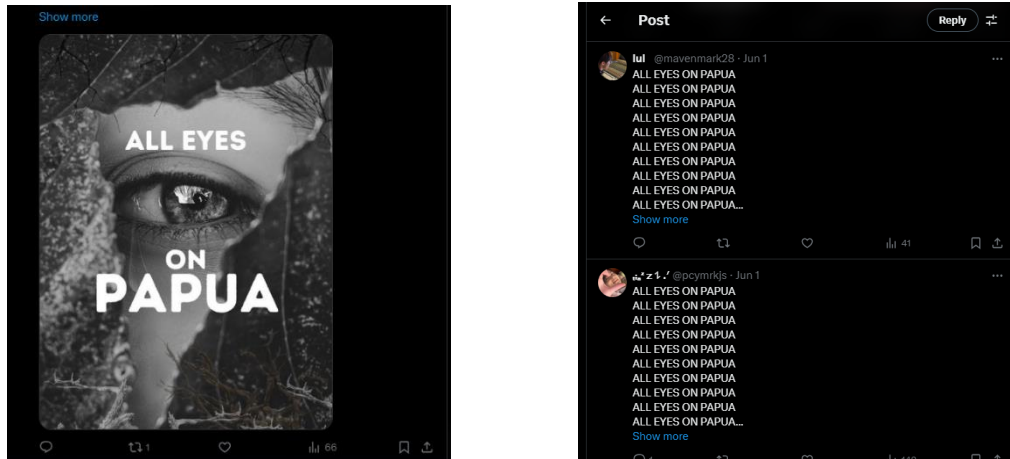 Show more
ALL EYES
ON
PAPUA
1
66
Post
Reply
lul @mavenmark28 · Jun 1
ALL EYES ON PAPUA
ALL EYES ON PAPUA
ALL EYES ON PAPUA
ALL EYES ON PAPUA
ALL EYES ON PAPUA
ALL EYES ON PAPUA
ALL EYES ON PAPUA
ALL EYES ON PAPUA
ALL EYES ON PAPUA
ALL EYES ON PAPUA...
Show more
41
@pcymrkjs · Jun 1
ALL EYES ON PAPUA
ALL EYES ON PAPUA
ALL EYES ON PAPUA
ALL EYES ON PAPUA
ALL EYES ON PAPUA
ALL EYES ON PAPUA
ALL EYES ON PAPUA
ALL EYES ON PAPUA
ALL EYES ON PAPUA
ALL EYES ON PAPUA...
Show more